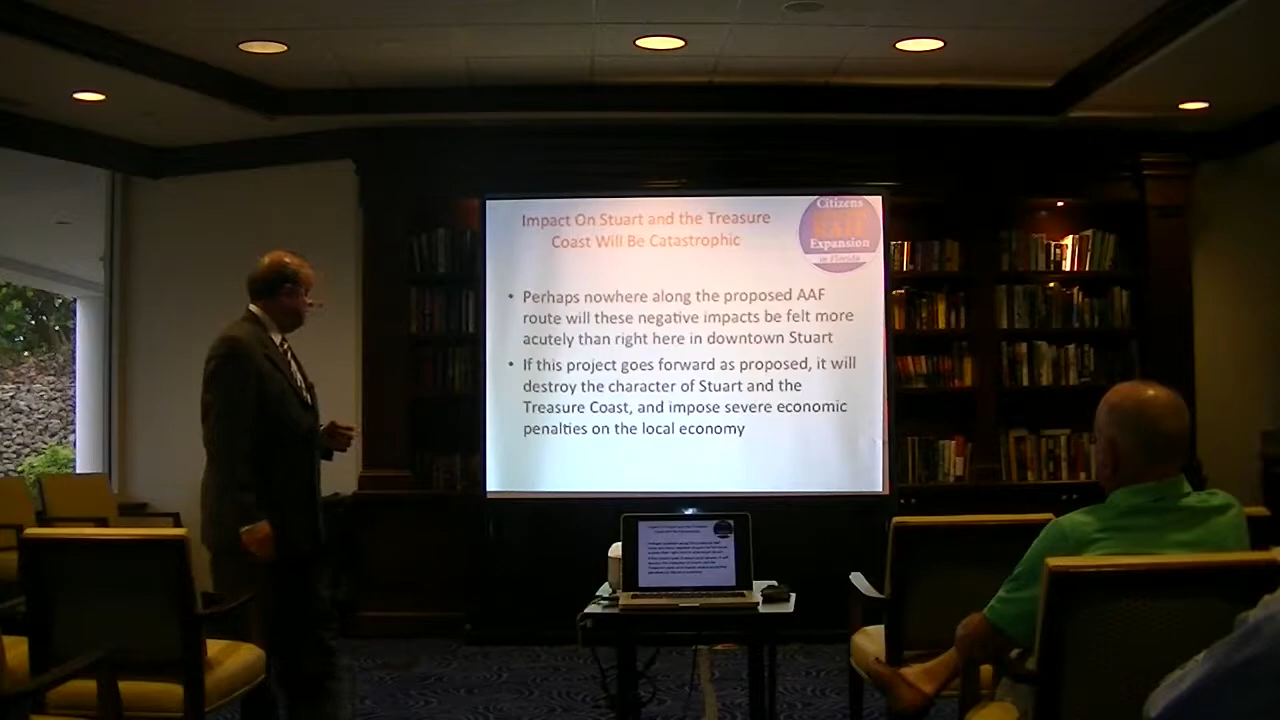 Impact On Stuart and the Treasure
Coast Will Be Catastrophic
Citizens
RAIL
Expansion
in Florida
• Perhaps nowhere along the proposed AAF
route will these negative impacts be felt more
acutely than right here in downtown Stuart
• If this project goes forward as proposed, it will
destroy the character of Stuart and the
Treasure Coast, and impose severe economic
penalties on the local economy